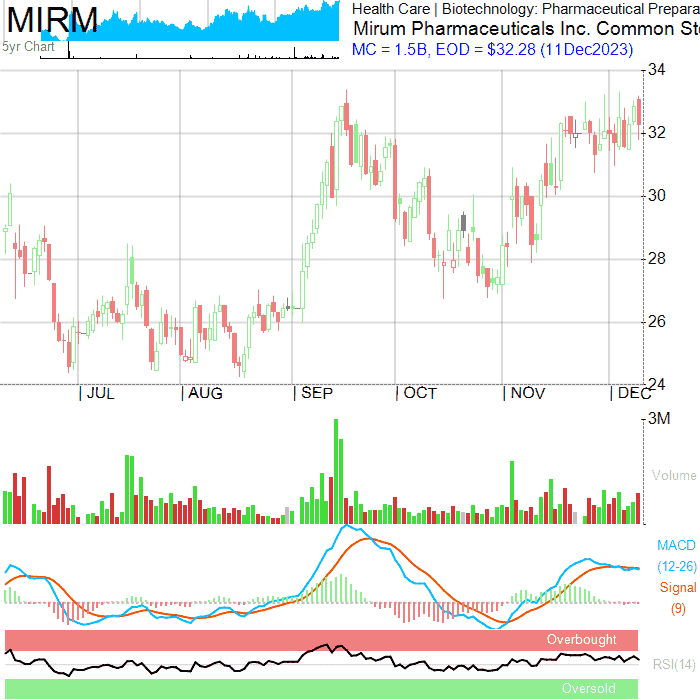 MIRM
5yr Chart
Health Care | Biotechnology: Pharmaceutical Prepara
Mirum Pharmaceuticals Inc. Common Sto
MC = 1.5B, EOD = $32.28 (11Dec2023)
34
32
30
28
26
24
| JUL | AUG | SEP | OCT | NOV | DEC
3M
Volume
MACD
(12-26)
Signal
(9)
Overbought
RSI(14)
Oversold